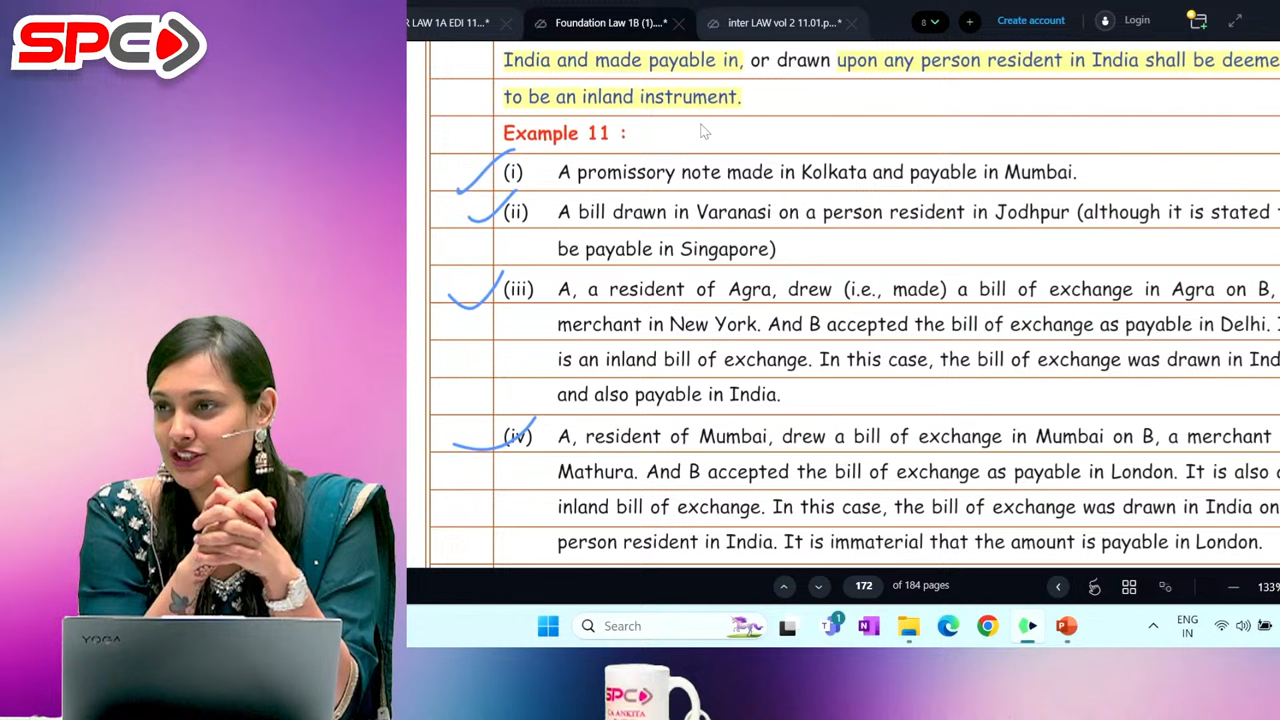 SPC
R LAW 1A EDI 11...*
Foundation Law 1B (1)....*
inter LAW vol 2 11.01.p...*
8
Create account
Login
India and made payable in, or drawn upon any person resident in India shall be deeme
to be an inland instrument.
Example 11 :
(i) A promissory note made in Kolkata and payable in Mumbai.
(ii) A bill drawn in Varanasi on a person resident in Jodhpur (although it is stated
be payable in Singapore)
(iii) A, a resident of Agra, drew (i.e., made) a bill of exchange in Agra on B,
merchant in New York. And B accepted the bill of exchange as payable in Delhi.
is an inland bill of exchange. In this case, the bill of exchange was drawn in Ind
and also payable in India.
(iv) A, resident of Mumbai, drew a bill of exchange in Mumbai on B, a merchant
Mathura. And B accepted the bill of exchange as payable in London. It is also
inland bill of exchange. In this case, the bill of exchange was drawn in India on
person resident in India. It is immaterial that the amount is payable in London.
172 of 184 pages
133%
Search
1
ENG
IN
YOGA
SPC
CA ANKITA